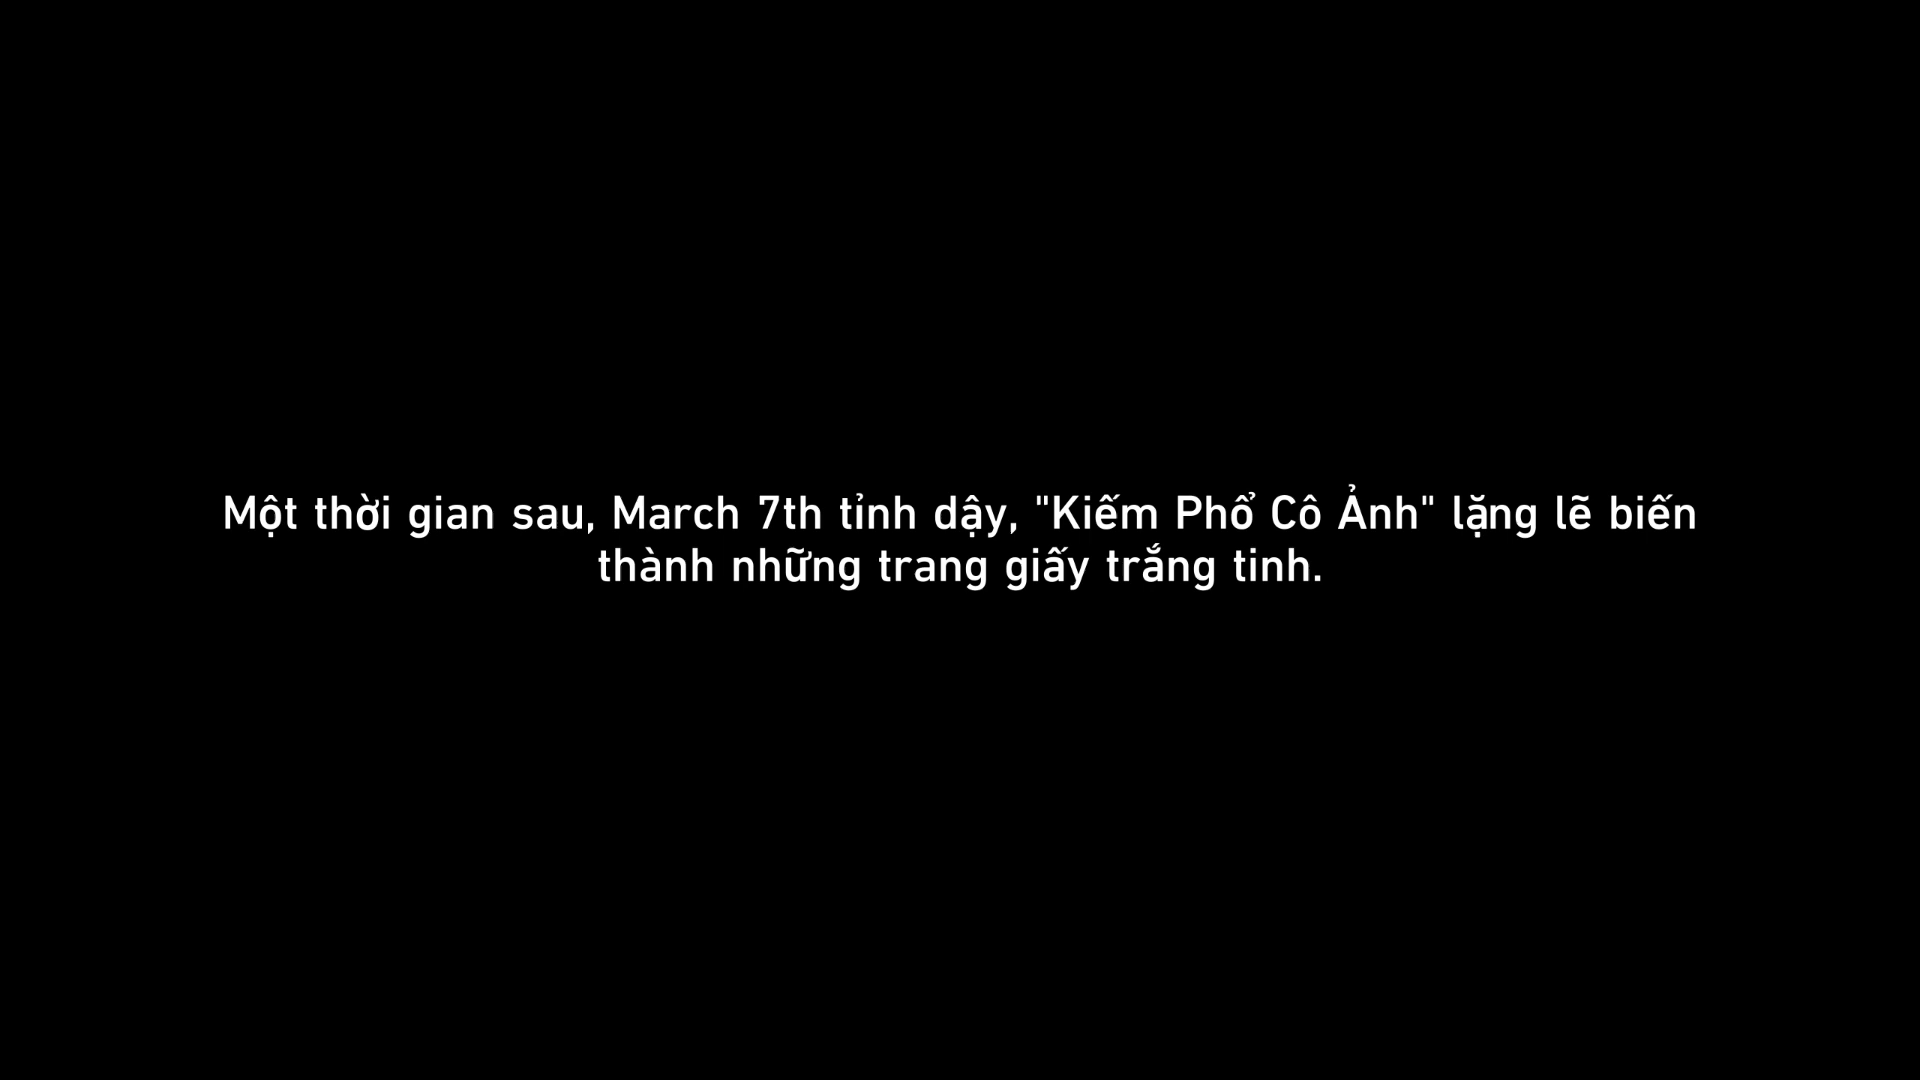 Một thời gian sau, March 7th tỉnh dậy, "Kiếm Phổ Cô Ảnh" lặng lẽ biến
thành những trang giấy trắng tinh.